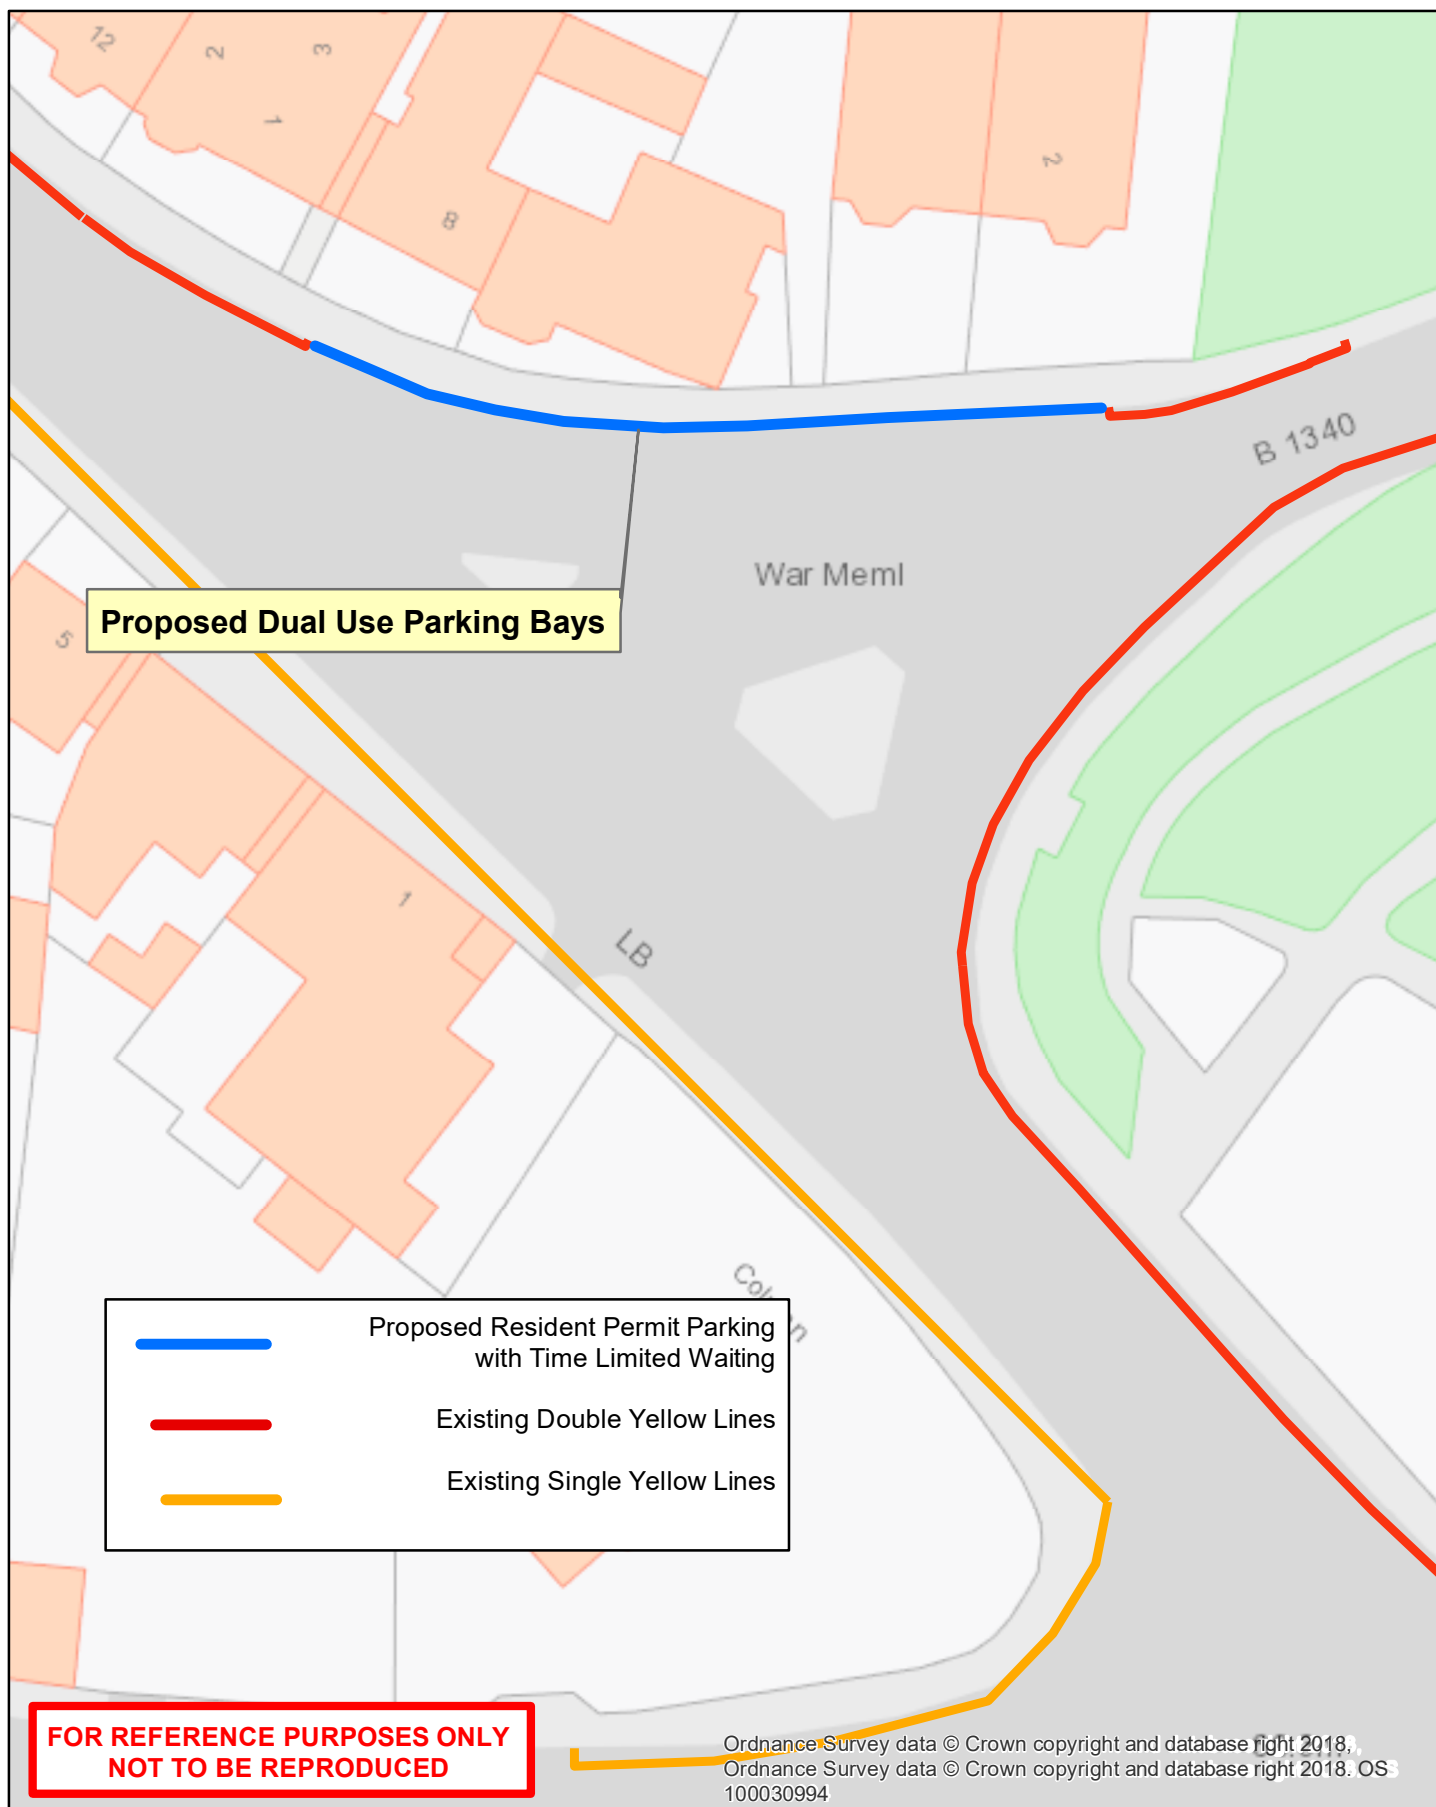 12
2
3
1
8
2
B 1340
War Meml
Proposed Dual Use Parking Bays
5
1
LB
Proposed Resident Permit Parking
with Time Limited Waiting
Existing Double Yellow Lines
Existing Single Yellow Lines
FOR REFERENCE PURPOSES ONLY
NOT TO BE REPRODUCED
Ordnance Survey data © Crown copyright and database right 2018,
Ordnance Survey data © Crown copyright and database right 2018. OS
100030994